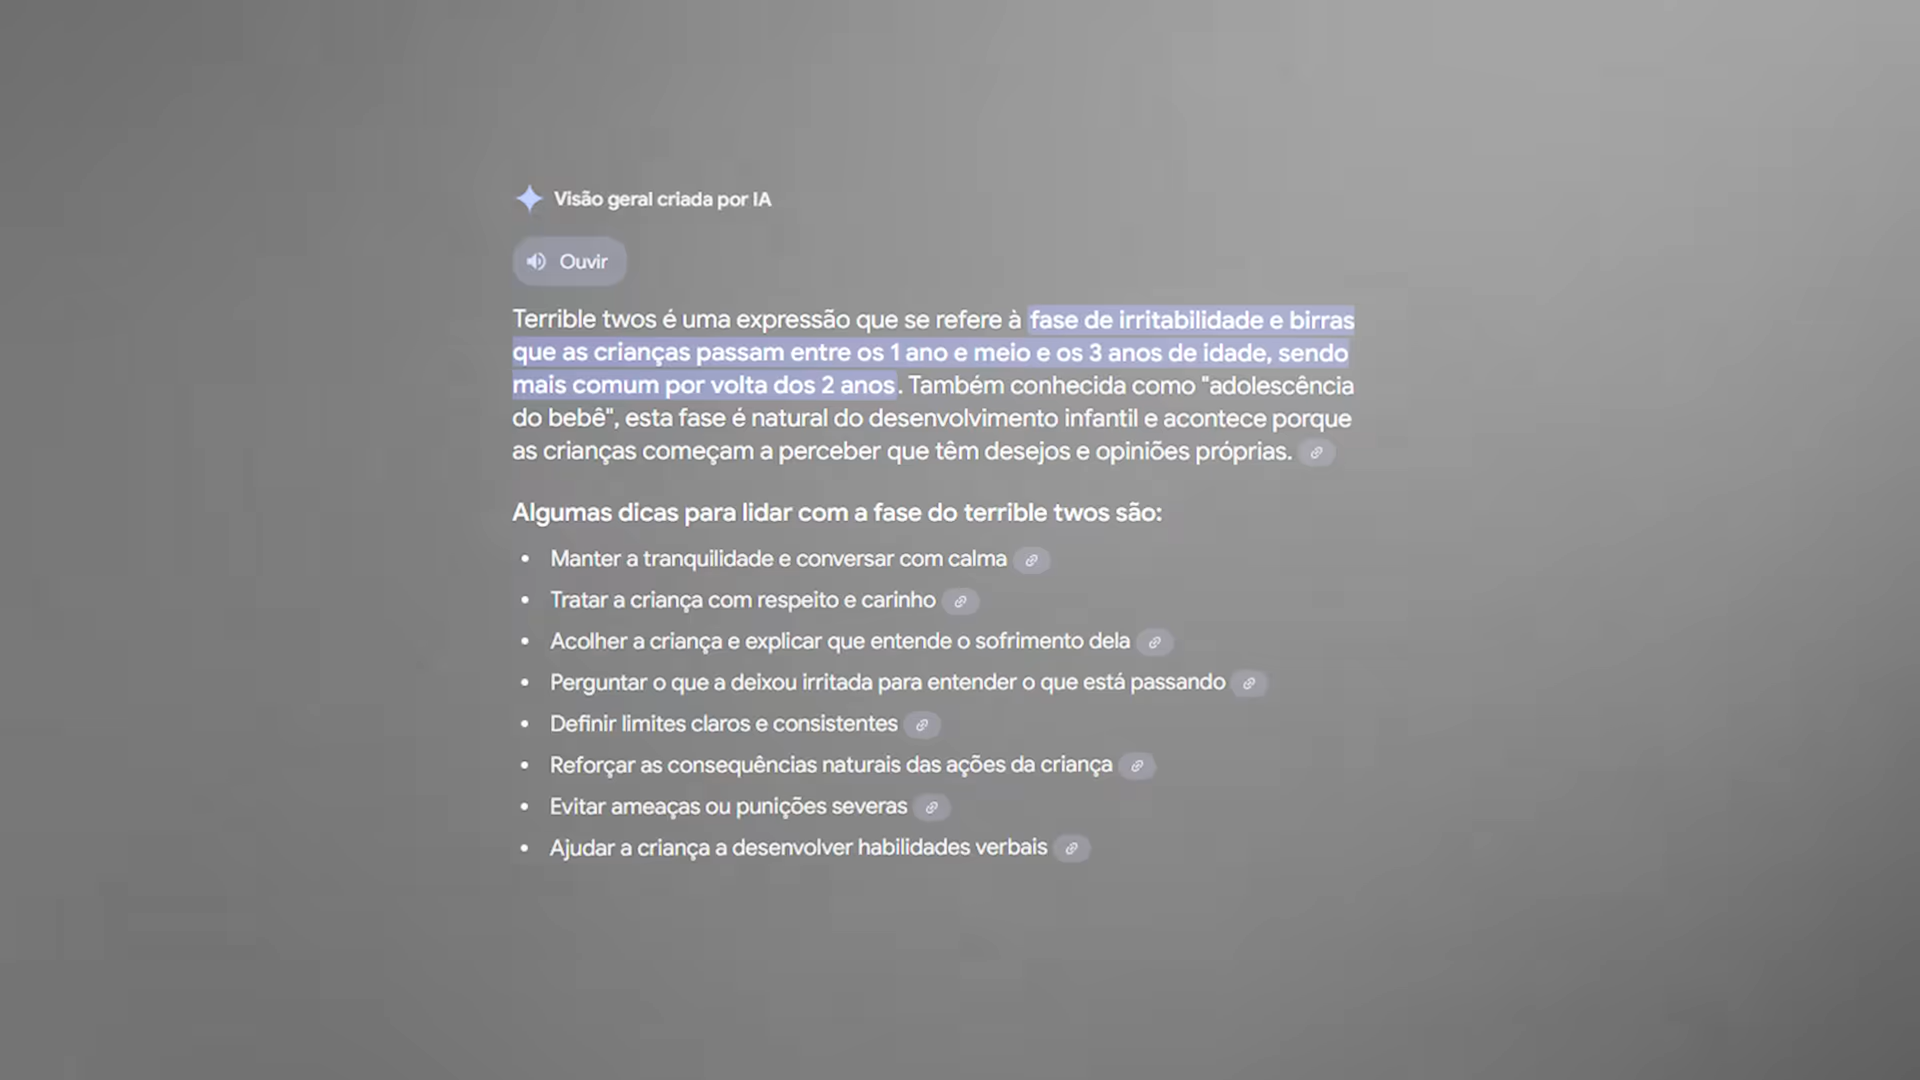 Visão geral criada por IA
Ouvir
Terrible twos é uma expressão que se refere à fase de irritabilidade e birras
que as crianças passam entre os 1 ano e meio e os 3 anos de idade, sendo
mais comum por volta dos 2 anos. Também conhecida como "adolescência
do bebê", esta fase é natural do desenvolvimento infantil e acontece porque
as crianças começam a perceber que têm desejos e opiniões próprias.
Algumas dicas para lidar com a fase do terrible twos são:
• Manter a tranquilidade e conversar com calma
• Tratar a criança com respeito e carinho
• Acolher a criança e explicar que entende o sofrimento dela
• Perguntar o que a deixou irritada para entender o que está passando
• Definir limites claros e consistentes
• Reforçar as consequências naturais das ações da criança
• Evitar ameaças ou punições severas
• Ajudar a criança a desenvolver habilidades verbais